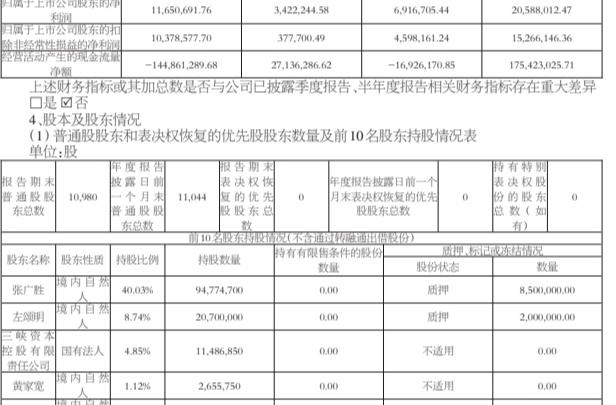 归属于上市公司股东的净利润 11,650,691.76 3,422,244.58 6,916,705.44 20,588,012.47
归属于上市公司股东的扣除非经常性损益的净利润 10,378,577.70 377,700.49 4,598,161.24 15,266,146.36
经营活动产生的现金流量净额 -144,861,289.68 27,136,286.62 -16,926,170.85 175,423,025.71
上述财务指标或其加总数是否与公司已披露季度报告、半年度报告相关财务指标存在重大差异
□是 ☑否
4、股本及股东情况
（1）普通股股东和表决权恢复的优先股股东数量及前10名股东持股情况表
单位:股
报告期末普通股股东总数 10,980 年度报告披露日前一个月末普通股股东总数 11,044 报告期末表决权恢复的优先股股东总数 0 年度报告披露日前一个月末表决权恢复的优先股股东总数 0 持有特别表决权股份的股东总数（如有） 0
前10名股东持股情况(不含通过转融通出借股份)
股东名称 股东性质 持股比例 持股数量 持有有限售条件的股份数量 质押、标记或冻结情况
股份状态 数量
张广胜 境内自然人 40.03% 94,774,700 0.00 质押 8,500,000.00
左颂明 境内自然人 8.74% 20,700,000 0.00 质押 2,000,000.00
三峡资本控股有限责任公司 国有法人 4.85% 11,486,850 0.00 不适用 0.00
黄家宽 境内自然人 1.12% 2,655,750 0.00 不适用 0.00